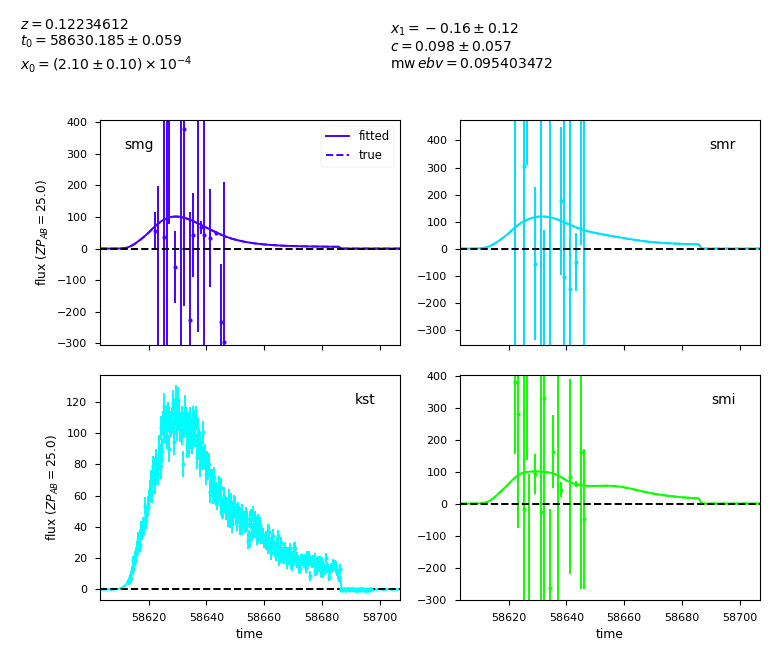 z = 0.12234612
t₀ = 58630.185 ± 0.059
x₀ = (2.10 ± 0.10) × 10⁻⁴
x₁ = −0.16 ± 0.12
c = 0.098 ± 0.057
mw ebv = 0.095403472
400
300
200
100
0
−100
−200
−300
flux (ZP_AB = 25.0)
smg
fitted
true
400
300
200
100
0
−100
−200
−300
smr
120
100
80
60
40
20
0
flux (ZP_AB = 25.0)
kst
58620
58640
58660
58680
58700
time
400
300
200
100
0
−100
−200
−300
smi
58620
58640
58660
58680
58700
time